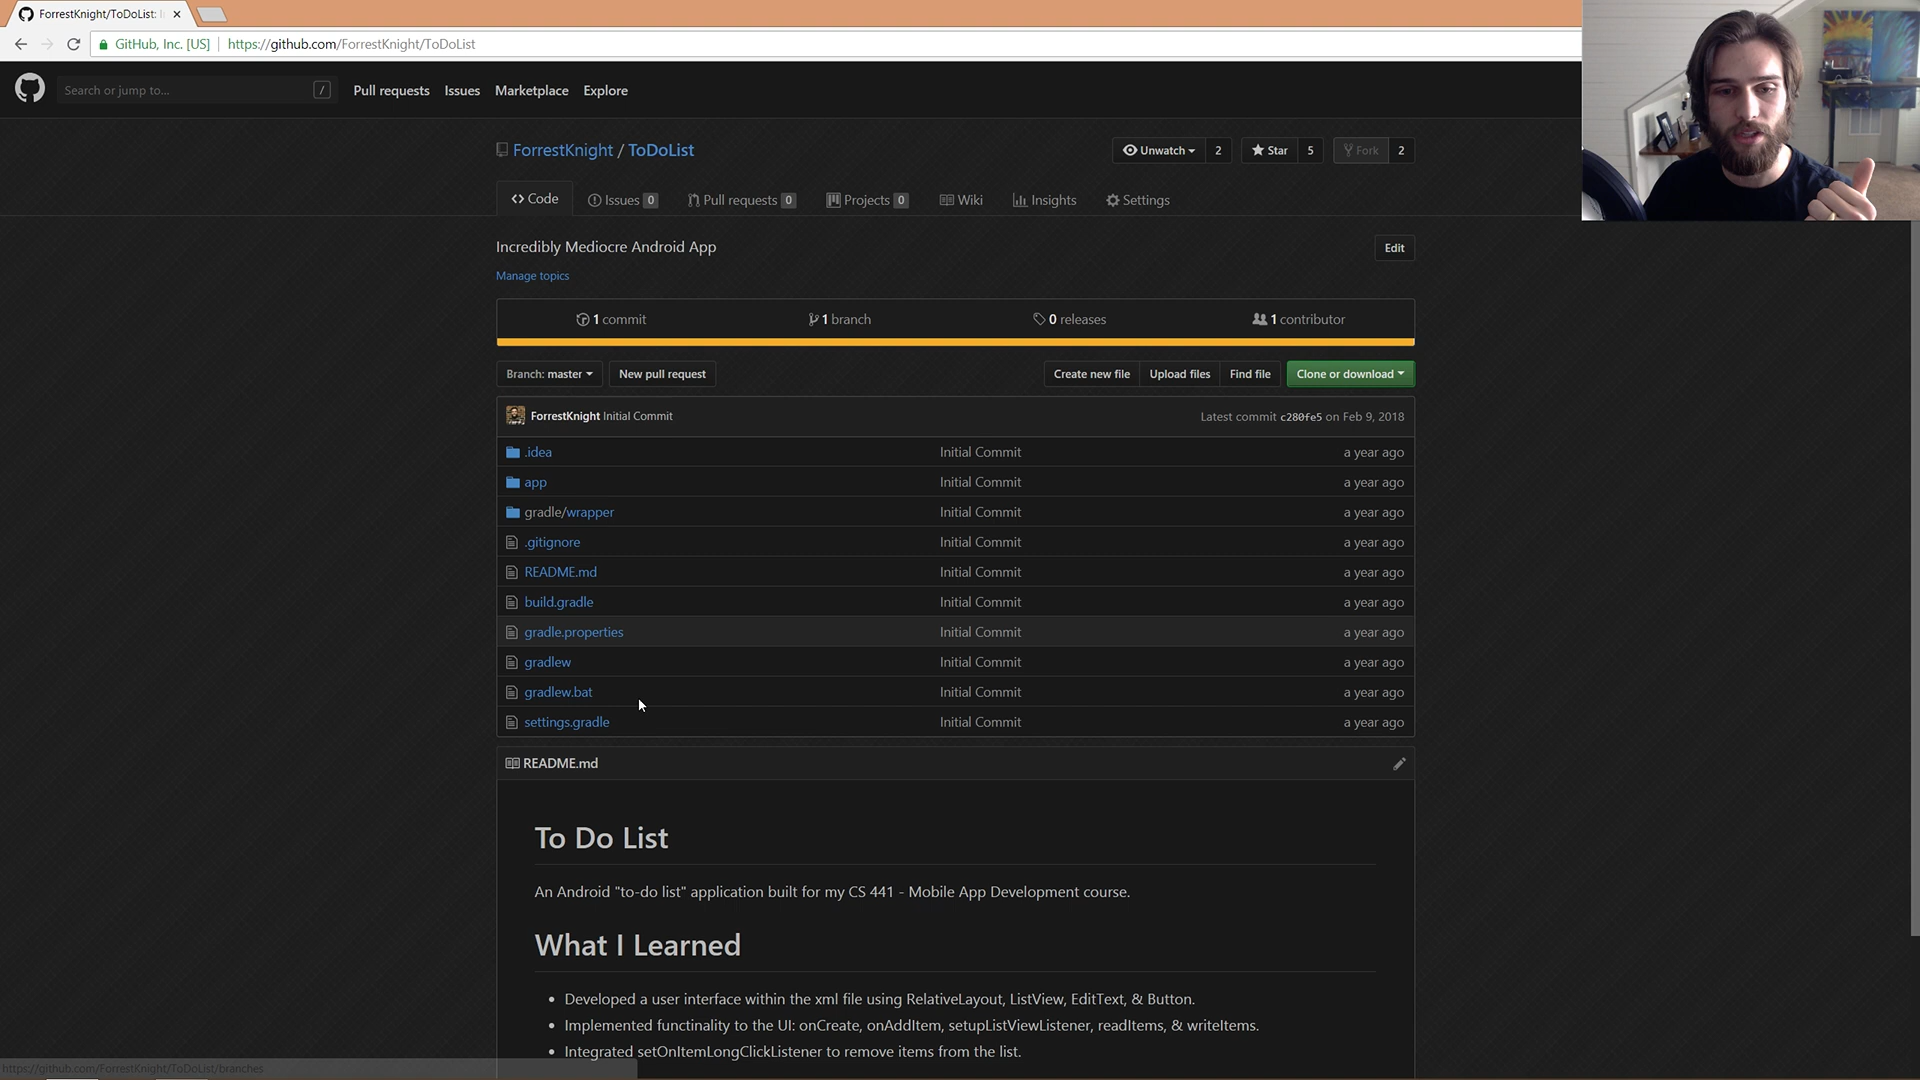 ForrestKnight/ToDoList:
GitHub, Inc. [US] https://github.com/ForrestKnight/ToDoList
Search or jump to... / Pull requests Issues Marketplace Explore
ForrestKnight / ToDoList Unwatch 2 Star 5 Fork 2
Code Issues 0 Pull requests 0 Projects 0 Wiki Insights Settings
Incredibly Mediocre Android App Edit
Manage topics
1 commit 1 branch 0 releases 1 contributor
Branch: master New pull request Create new file Upload files Find file Clone or download
ForrestKnight Initial Commit Latest commit c280fe5 on Feb 9, 2018
.idea Initial Commit a year ago
app Initial Commit a year ago
gradle/wrapper Initial Commit a year ago
.gitignore Initial Commit a year ago
README.md Initial Commit a year ago
build.gradle Initial Commit a year ago
gradle.properties Initial Commit a year ago
gradlew Initial Commit a year ago
gradlew.bat Initial Commit a year ago
settings.gradle Initial Commit a year ago
README.md
To Do List
An Android "to-do list" application built for my CS 441 - Mobile App Development course.
What I Learned
• Developed a user interface within the xml file using RelativeLayout, ListView, EditText, & Button.
• Implemented functinality to the UI: onCreate, onAddItem, setupListViewListener, readItems, & writeItems.
• Integrated setOnItemLongClickListener to remove items from the list.
https://github.com/ForrestKnight/ToDoList/branches